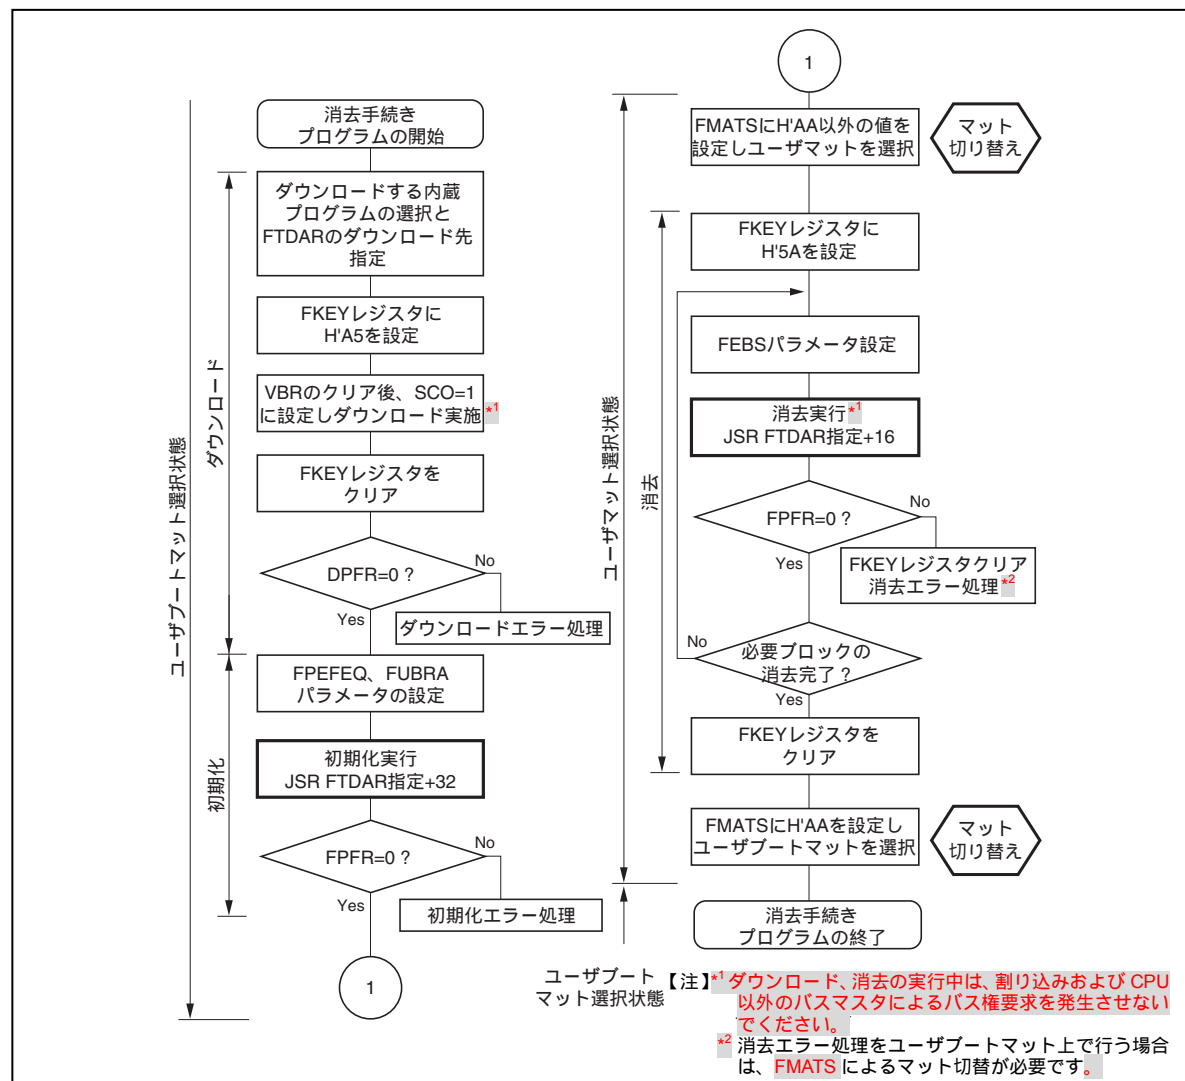 消去手続き
プログラムの開始
ダウンロードする内蔵
プログラムの選択と
FTDARのダウンロード先
指定
FKEYレジスタに
H'A5を設定
VBRのクリア後、SCO=1
に設定しダウンロード実施*1
FKEYレジスタを
クリア
DPFR=0 ?
No
Yes
ダウンロードエラー処理
FPEFEQ、FUBRA
パラメータの設定
初期化実行
JSR FTDAR指定+32
FPFR=0 ?
No
Yes
初期化エラー処理
1
ユーザブートマット選択状態
ダウンロード
初期化
1
FMATSにH'AA以外の値を
設定しユーザマットを選択
マット
切り替え
FKEYレジスタに
H'5Aを設定
FEBSパラメータ設定
消去実行*1
JSR FTDAR指定+16
FPFR=0 ?
No
Yes
FKEYレジスタクリア
消去エラー処理*2
必要ブロックの
消去完了 ?
No
Yes
FKEYレジスタを
クリア
FMATSにH'AAを設定し
ユーザブートマットを選択
マット
切り替え
消去手続き
プログラムの終了
ユーザマット選択状態
消去
ユーザブート
マット選択状態
【注】*1 ダウンロード、消去の実行中は、割り込みおよび CPU
以外のバスマスタによるバス権要求を発生させない
でください。
*2 消去エラー処理をユーザブートマット上で行う場合
は、FMATS によるマット切替が必要です。